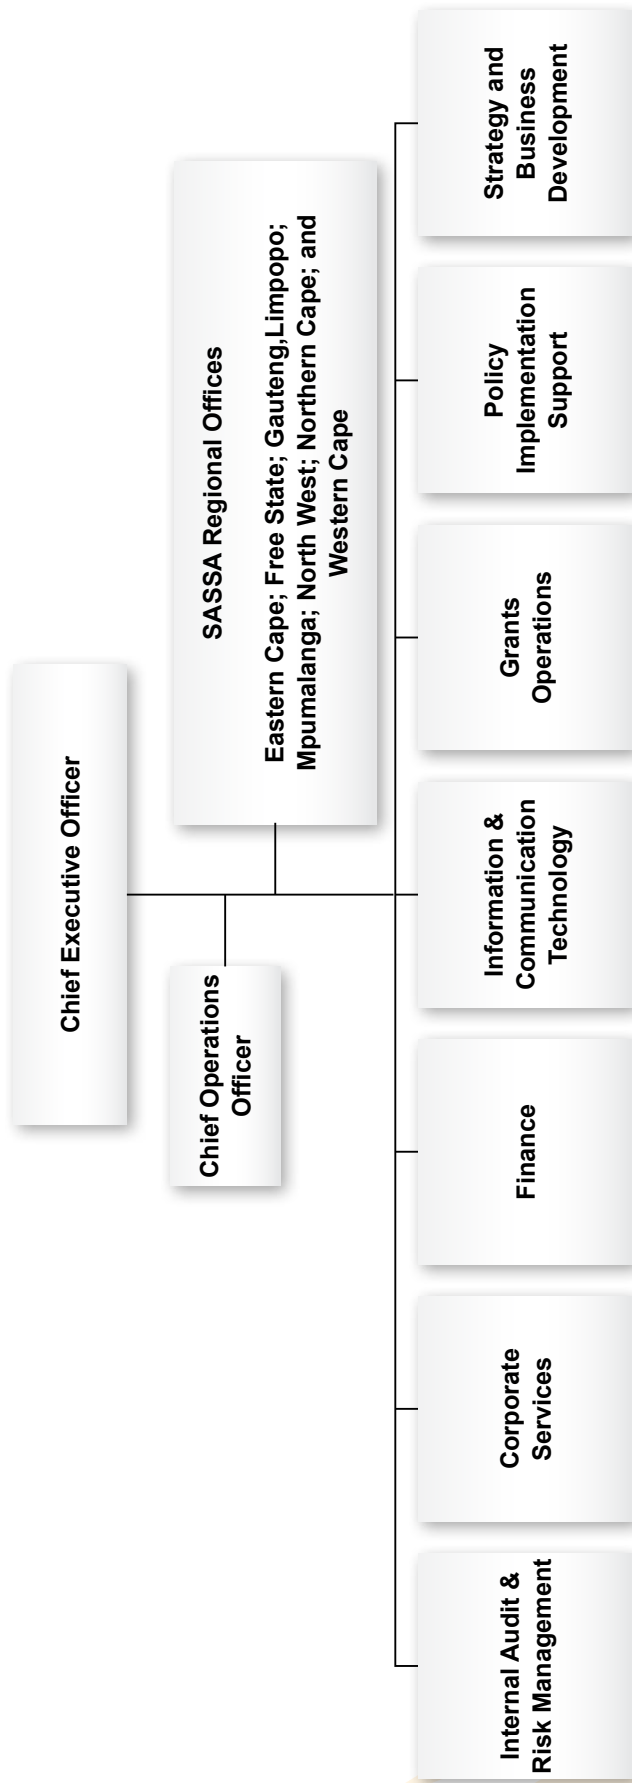 Chief Executive Officer
Chief Operations
Officer
SASSA Regional Offices
Eastern Cape; Free State; Gauteng,Limpopo;
Mpumalanga; North West; Northern Cape; and
Western Cape
Internal Audit &
Risk Management
Corporate
Services
Finance
Information &
Communication
Technology
Grants
Operations
Policy
Implementation
Support
Strategy and
Business
Development